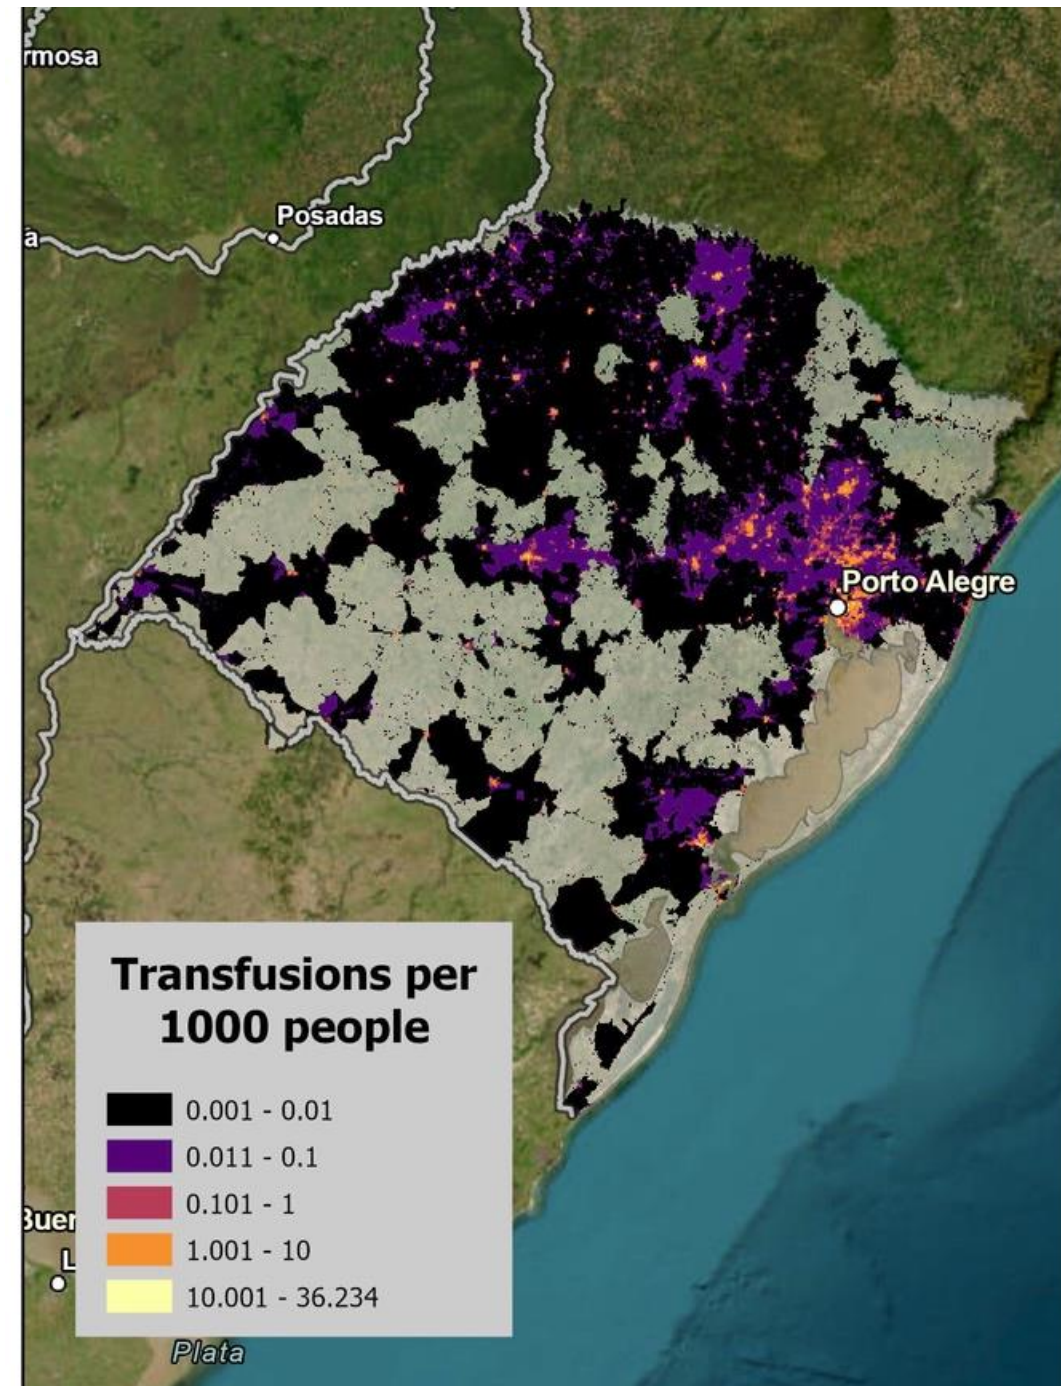 rmosa
Posadas
a
Porto Alegre
Transfusions per
1000 people
0.001 - 0.01
0.011 - 0.1
0.101 - 1
1.001 - 10
10.001 - 36.234
Buen
L
Plata